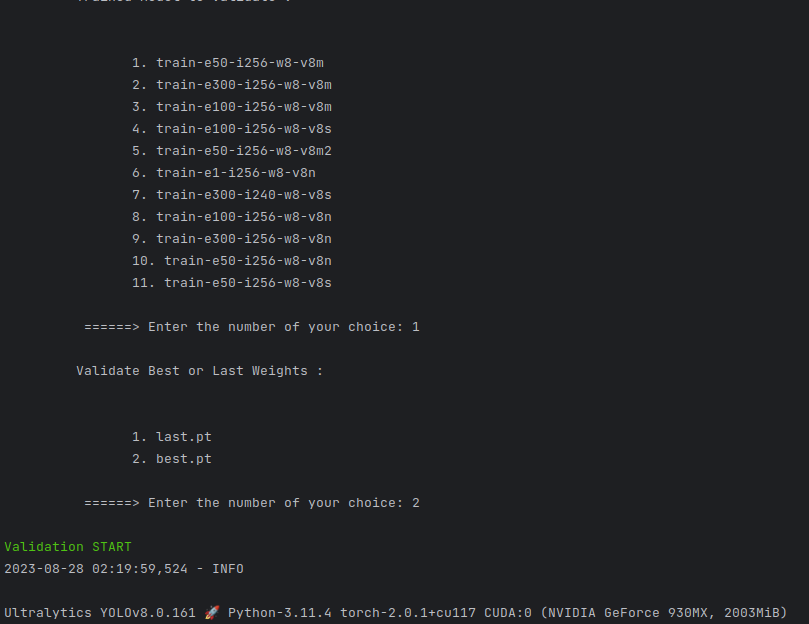 Trained Model to Validate :
1. train-e50-i256-w8-v8m
2. train-e300-i256-w8-v8m
3. train-e100-i256-w8-v8m
4. train-e100-i256-w8-v8s
5. train-e50-i256-w8-v8m2
6. train-e1-i256-w8-v8n
7. train-e300-i240-w8-v8s
8. train-e100-i256-w8-v8n
9. train-e300-i256-w8-v8n
10. train-e50-i256-w8-v8n
11. train-e50-i256-w8-v8s
======> Enter the number of your choice: 1
Validate Best or Last Weights :
1. last.pt
2. best.pt
======> Enter the number of your choice: 2
Validation START
2023-08-28 02:19:59,524 - INFO
Ultralytics YOLOv8.0.161 🚀 Python-3.11.4 torch-2.0.1+cu117 CUDA:0 (NVIDIA GeForce 930MX, 2003MiB)